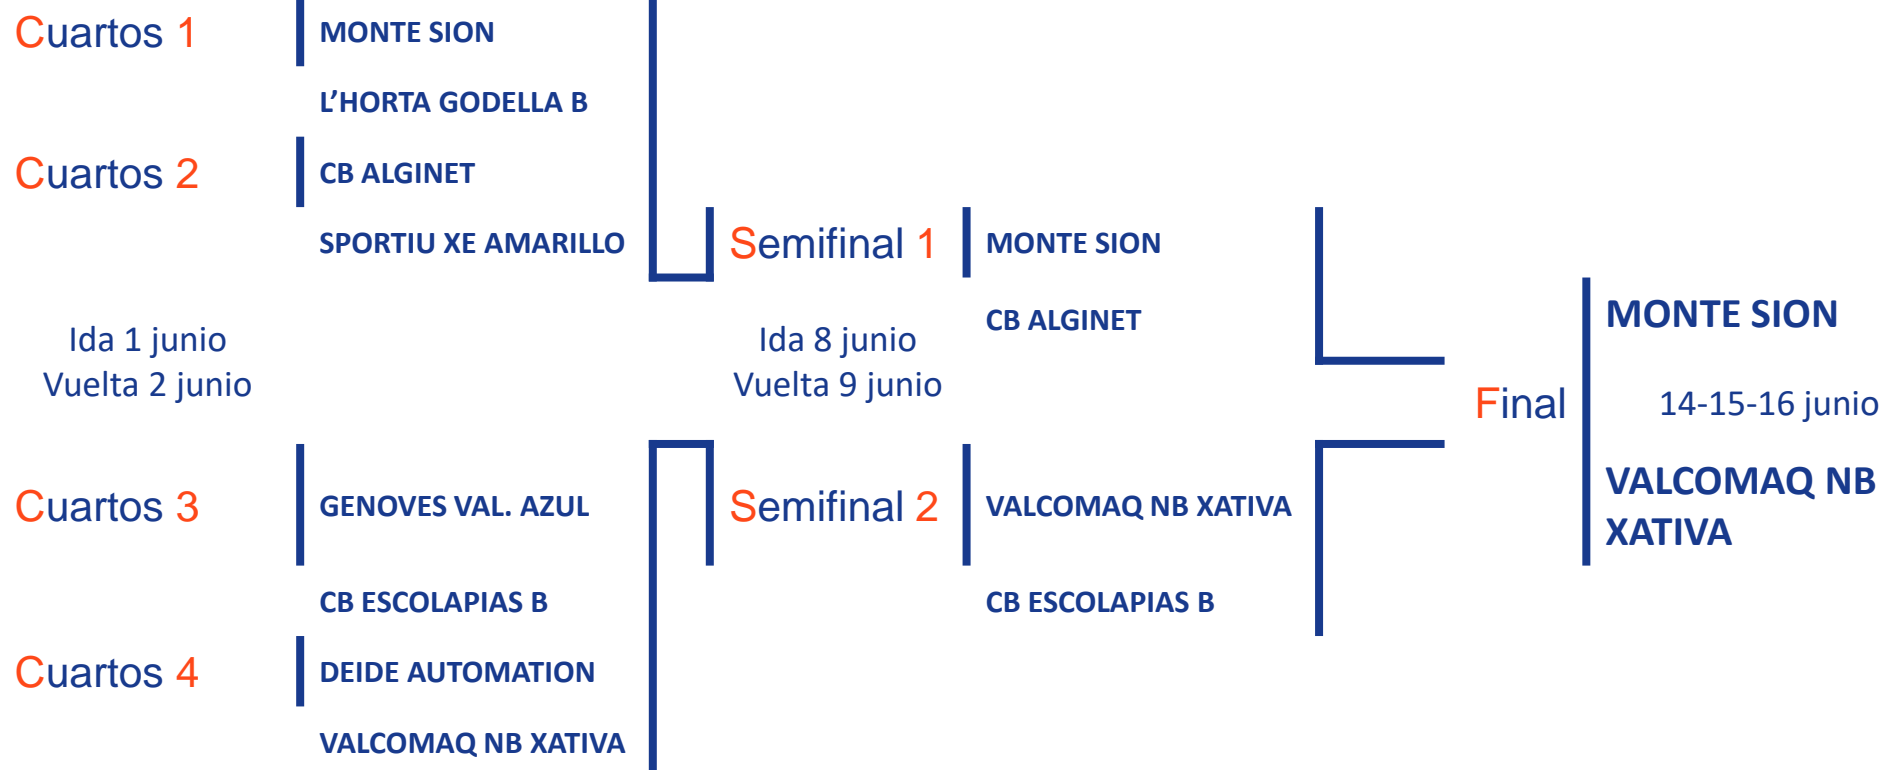 Cuartos 1
MONTE SION
L’HORTA GODELLA B
Cuartos 2
CB ALGINET
SPORTIU XE AMARILLO
Ida 1 junio
Vuelta 2 junio
Cuartos 3
GENOVES VAL. AZUL
CB ESCOLAPIAS B
Cuartos 4
DEIDE AUTOMATION
VALCOMAQ NB XATIVA
Semifinal 1
MONTE SION
CB ALGINET
Ida 8 junio
Vuelta 9 junio
Semifinal 2
VALCOMAQ NB XATIVA
CB ESCOLAPIAS B
Final
MONTE SION
14-15-16 junio
VALCOMAQ NB
XATIVA